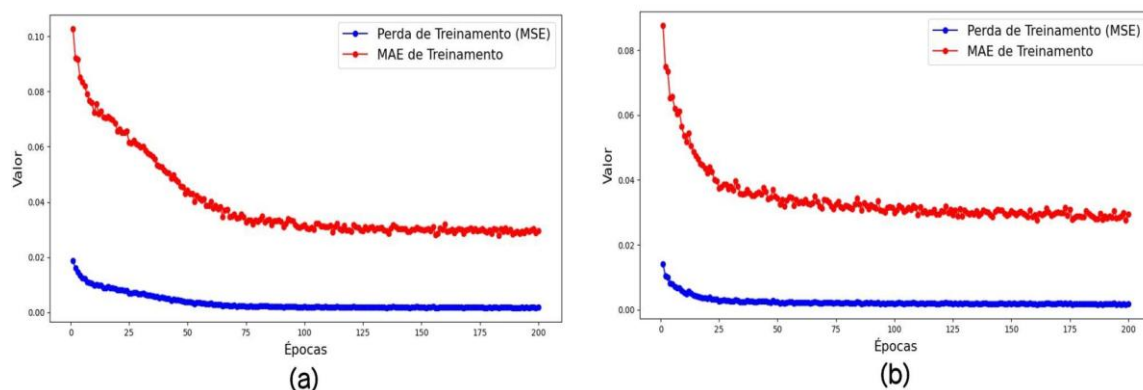 0.10
0.08
0.06
0.04
0.02
0.00
Valor
0 25 50 75 100 125 150 175 200
Épocas
Perda de Treinamento (MSE)
MAE de Treinamento
(a)
0.08
0.06
0.04
0.02
0.00
Valor
0 25 50 75 100 125 150 175 200
Épocas
Perda de Treinamento (MSE)
MAE de Treinamento
(b)